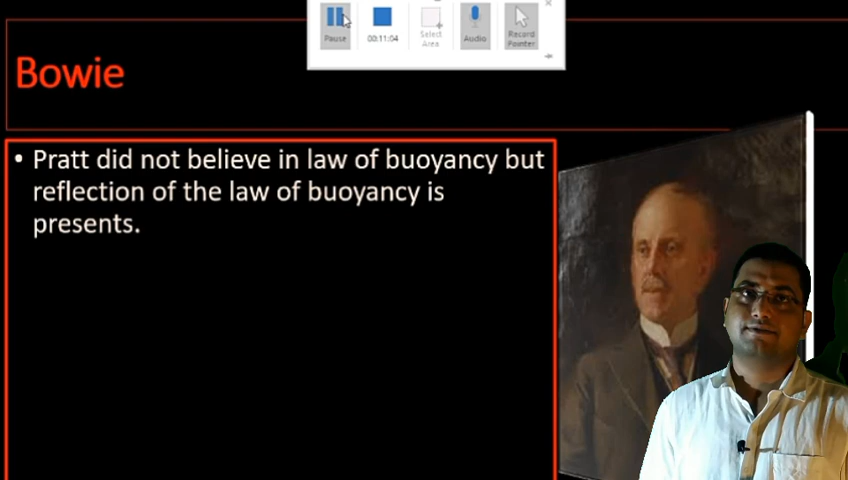 Pause
00:11:04
Select
Area
Audio
Record
Pointer
Bowie
• Pratt did not believe in law of buoyancy but
reflection of the law of buoyancy is
presents.